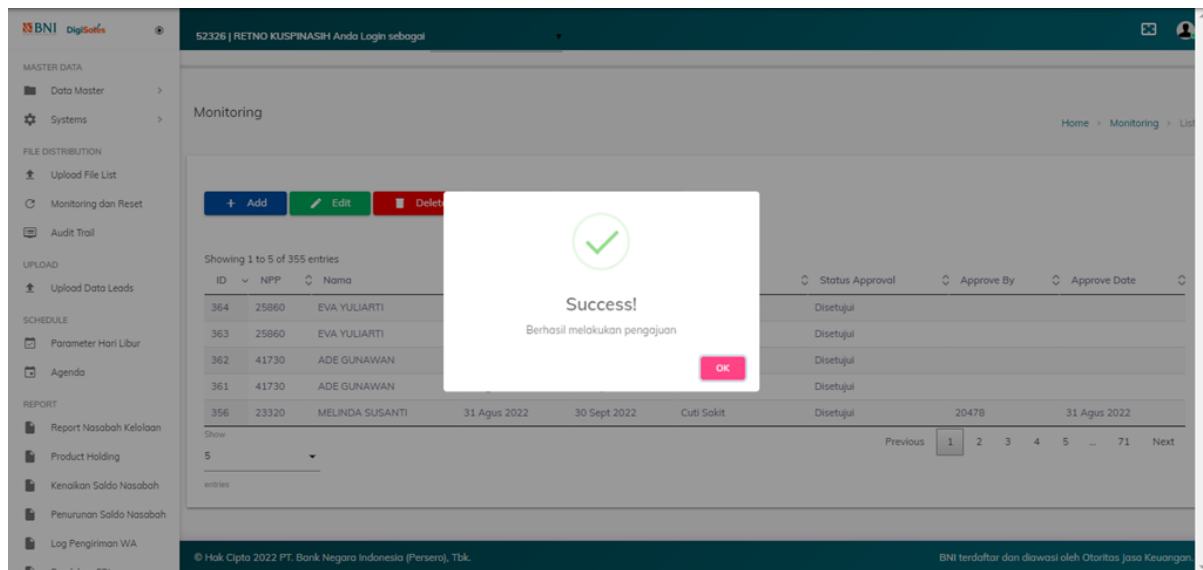 BNI DigiSales
52326 | RETNO KUSPINASIH Anda Login sebagai
MASTER DATA
Data Master
Systems
FILE DISTRIBUTION
Upload File List
Monitoring dan Reset
Audit Trail
UPLOAD
Upload Data Leads
SCHEDULE
Parameter Hari Libur
Agenda
REPORT
Report Nasabah Kelolaan
Product Holding
Kenaikan Saldo Nasabah
Penurunan Saldo Nasabah
Log Pengiriman WA
Monitoring
Home > Monitoring > List
+ Add
Edit
Delete
Showing 1 to 5 of 355 entries
ID NPP Nama Status Approval Approve By Approve Date
364 25860 EVA YULIARTI Disetujui
363 25860 EVA YULIARTI Disetujui
362 41730 ADE GUNAWAN Disetujui
361 41730 ADE GUNAWAN Disetujui
356 23320 MELINDA SUSANTI 31 Agus 2022 30 Sept 2022 Cuti Sakit Disetujui 20478 31 Agus 2022
Success!
Berhasil melakukan pengajuan
OK
Show
5
entries
Previous 1 2 3 4 5 ... 71 Next
© Hak Cipta 2022 PT. Bank Negara Indonesia (Persero), Tbk.
BNI terdaftar dan diawasi oleh Otoritas Jasa Keuangan.